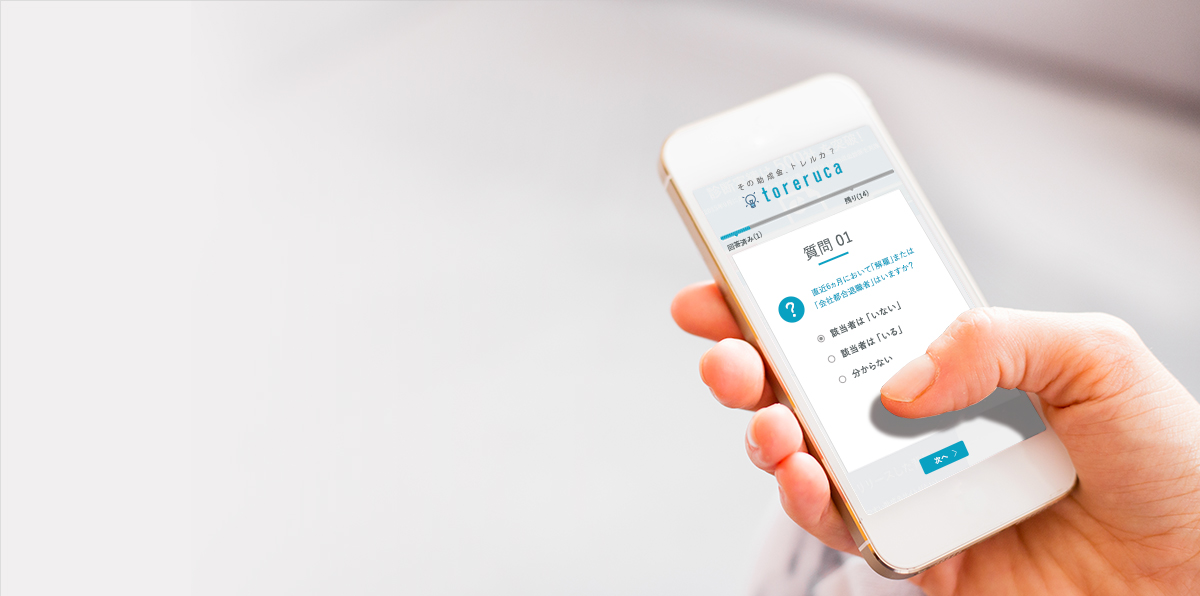 その助成金、トレルカ?
toreruca
残り(14)
回答済み(1)
質問 01
?
直近6ヵ月において「解雇」または
「会社都合退職者」はいますか?
該当者は「いない」
該当者は「いる」
分からない
次へ